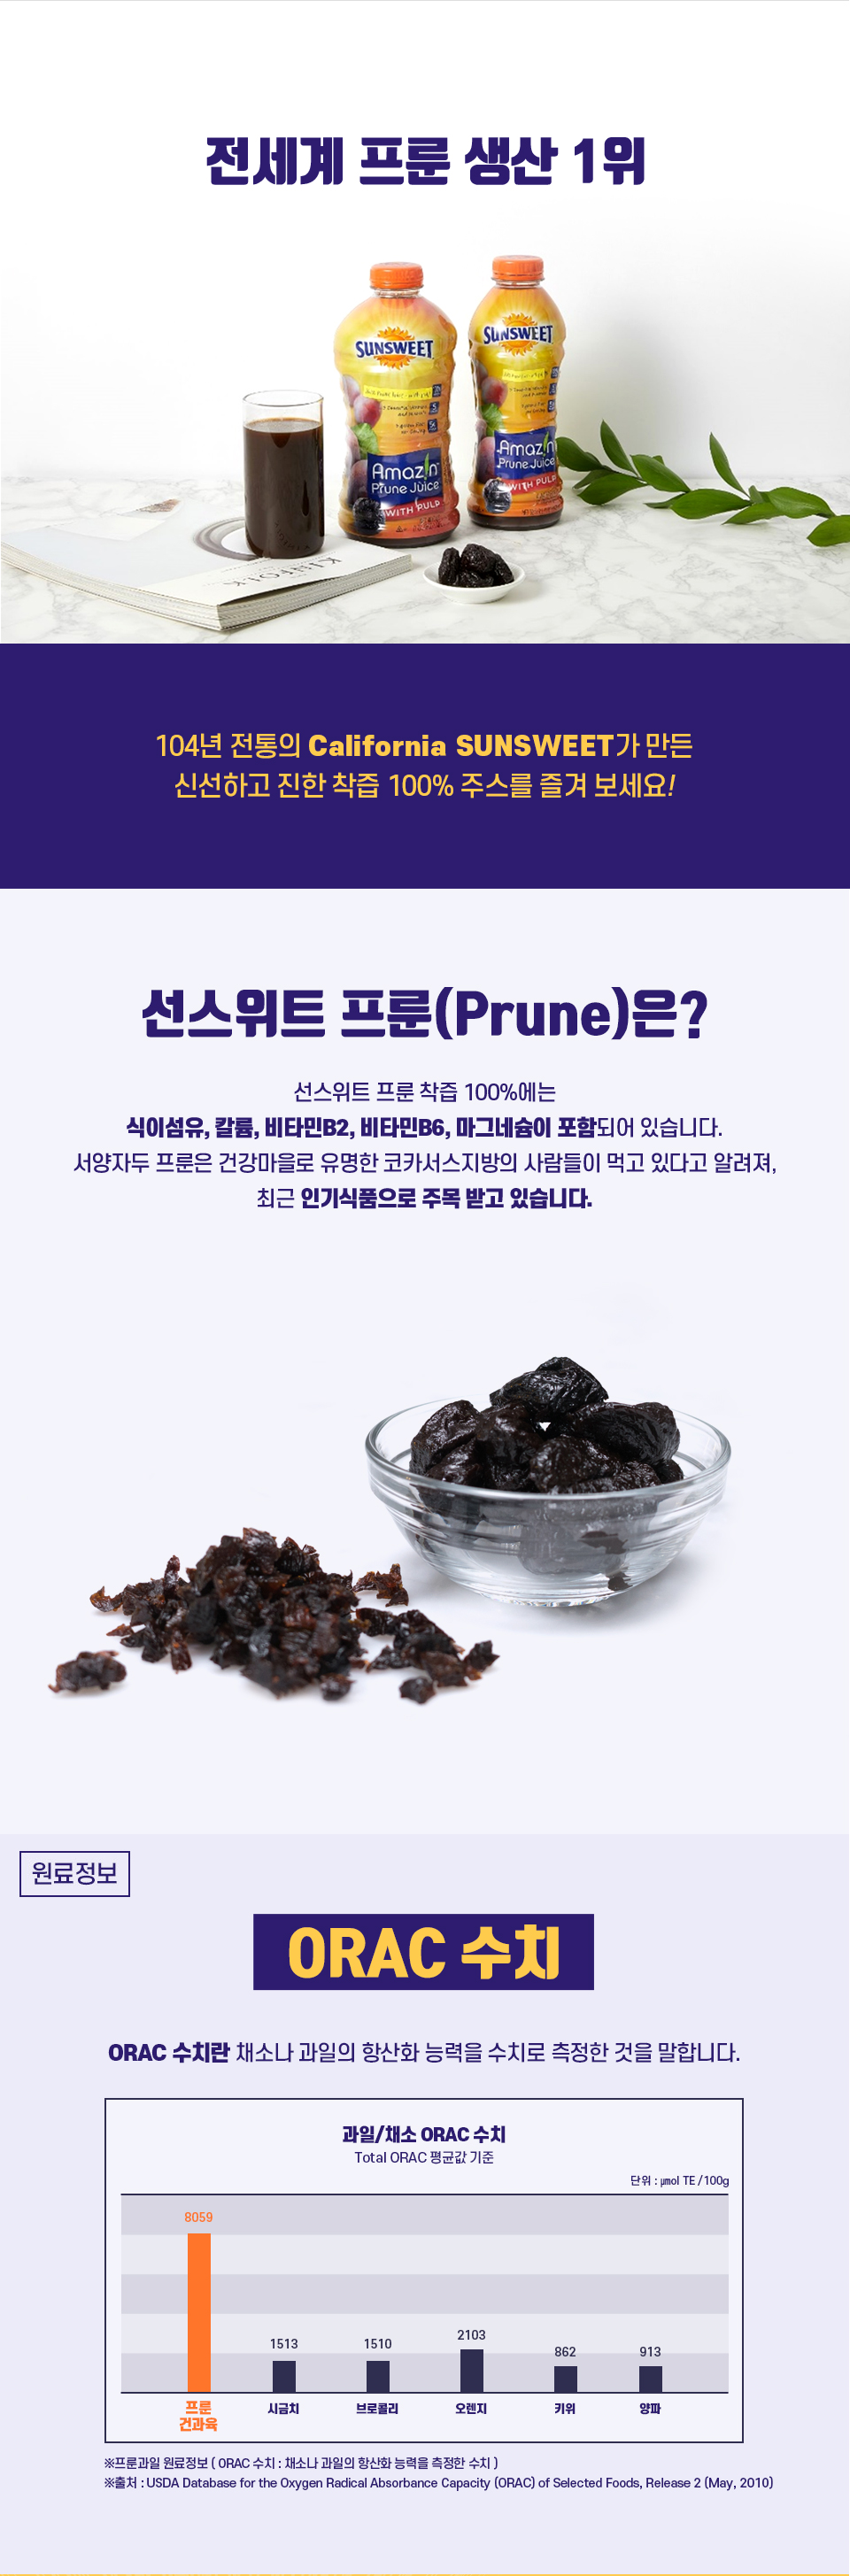 전세계 프룬 생산 1위
SUNSWEET
SUNSWEET
Amaz!n
Prune Juice
WITH PULP
Amaz!n
Prune Juice
WITH PULP
KINFOLK
104년 전통의 California SUNSWEET가 만든
신선하고 진한 착즙 100% 주스를 즐겨 보세요!
선스위트 프룬(Prune)은?
선스위트 프룬 착즙 100%에는
식이섬유, 칼륨, 비타민B2, 비타민B6, 마그네슘이 포함되어 있습니다.
서양자두 프룬은 건강마을로 유명한 코카서스지방의 사람들이 먹고 있다고 알려져,
최근 인기식품으로 주목 받고 있습니다.
원료정보
ORAC 수치
ORAC 수치란 채소나 과일의 항산화 능력을 수치로 측정한 것을 말합니다.
과일/채소 ORAC 수치
Total ORAC 평균값 기준
단위 : μmol TE /100g
8059
1513
1510
2103
862
913
프룬
건과육
시금치
브로콜리
오렌지
키위
양파
※프룬과일 원료정보 ( ORAC 수치 : 채소나 과일의 항산화 능력을 측정한 수치 )
※출처 : USDA Database for the Oxygen Radical Absorbance Capacity (ORAC) of Selected Foods, Release 2 (May, 2010)